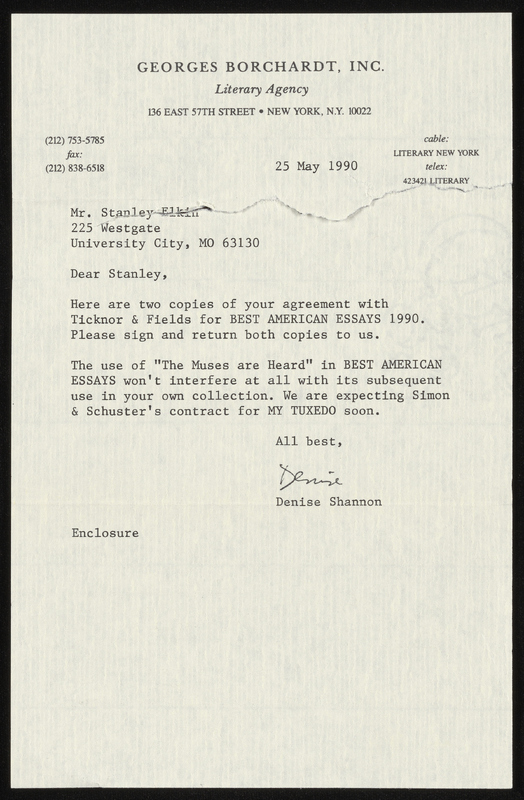 GEORGES BORCHARDT, INC.
Literary Agency
136 EAST 57TH STREET • NEW YORK, N.Y. 10022
(212) 753-5785
fax:
(212) 838-6518
cable:
LITERARY NEW YORK
telex:
423421 LITERARY
25 May 1990
Mr. Stanley Elkin
225 Westgate
University City, MO 63130
Dear Stanley,
Here are two copies of your agreement with
Ticknor & Fields for BEST AMERICAN ESSAYS 1990.
Please sign and return both copies to us.
The use of "The Muses are Heard" in BEST AMERICAN
ESSAYS won't interfere at all with its subsequent
use in your own collection. We are expecting Simon
& Schuster's contract for MY TUXEDO soon.
All best,
Denise
Denise Shannon
Enclosure